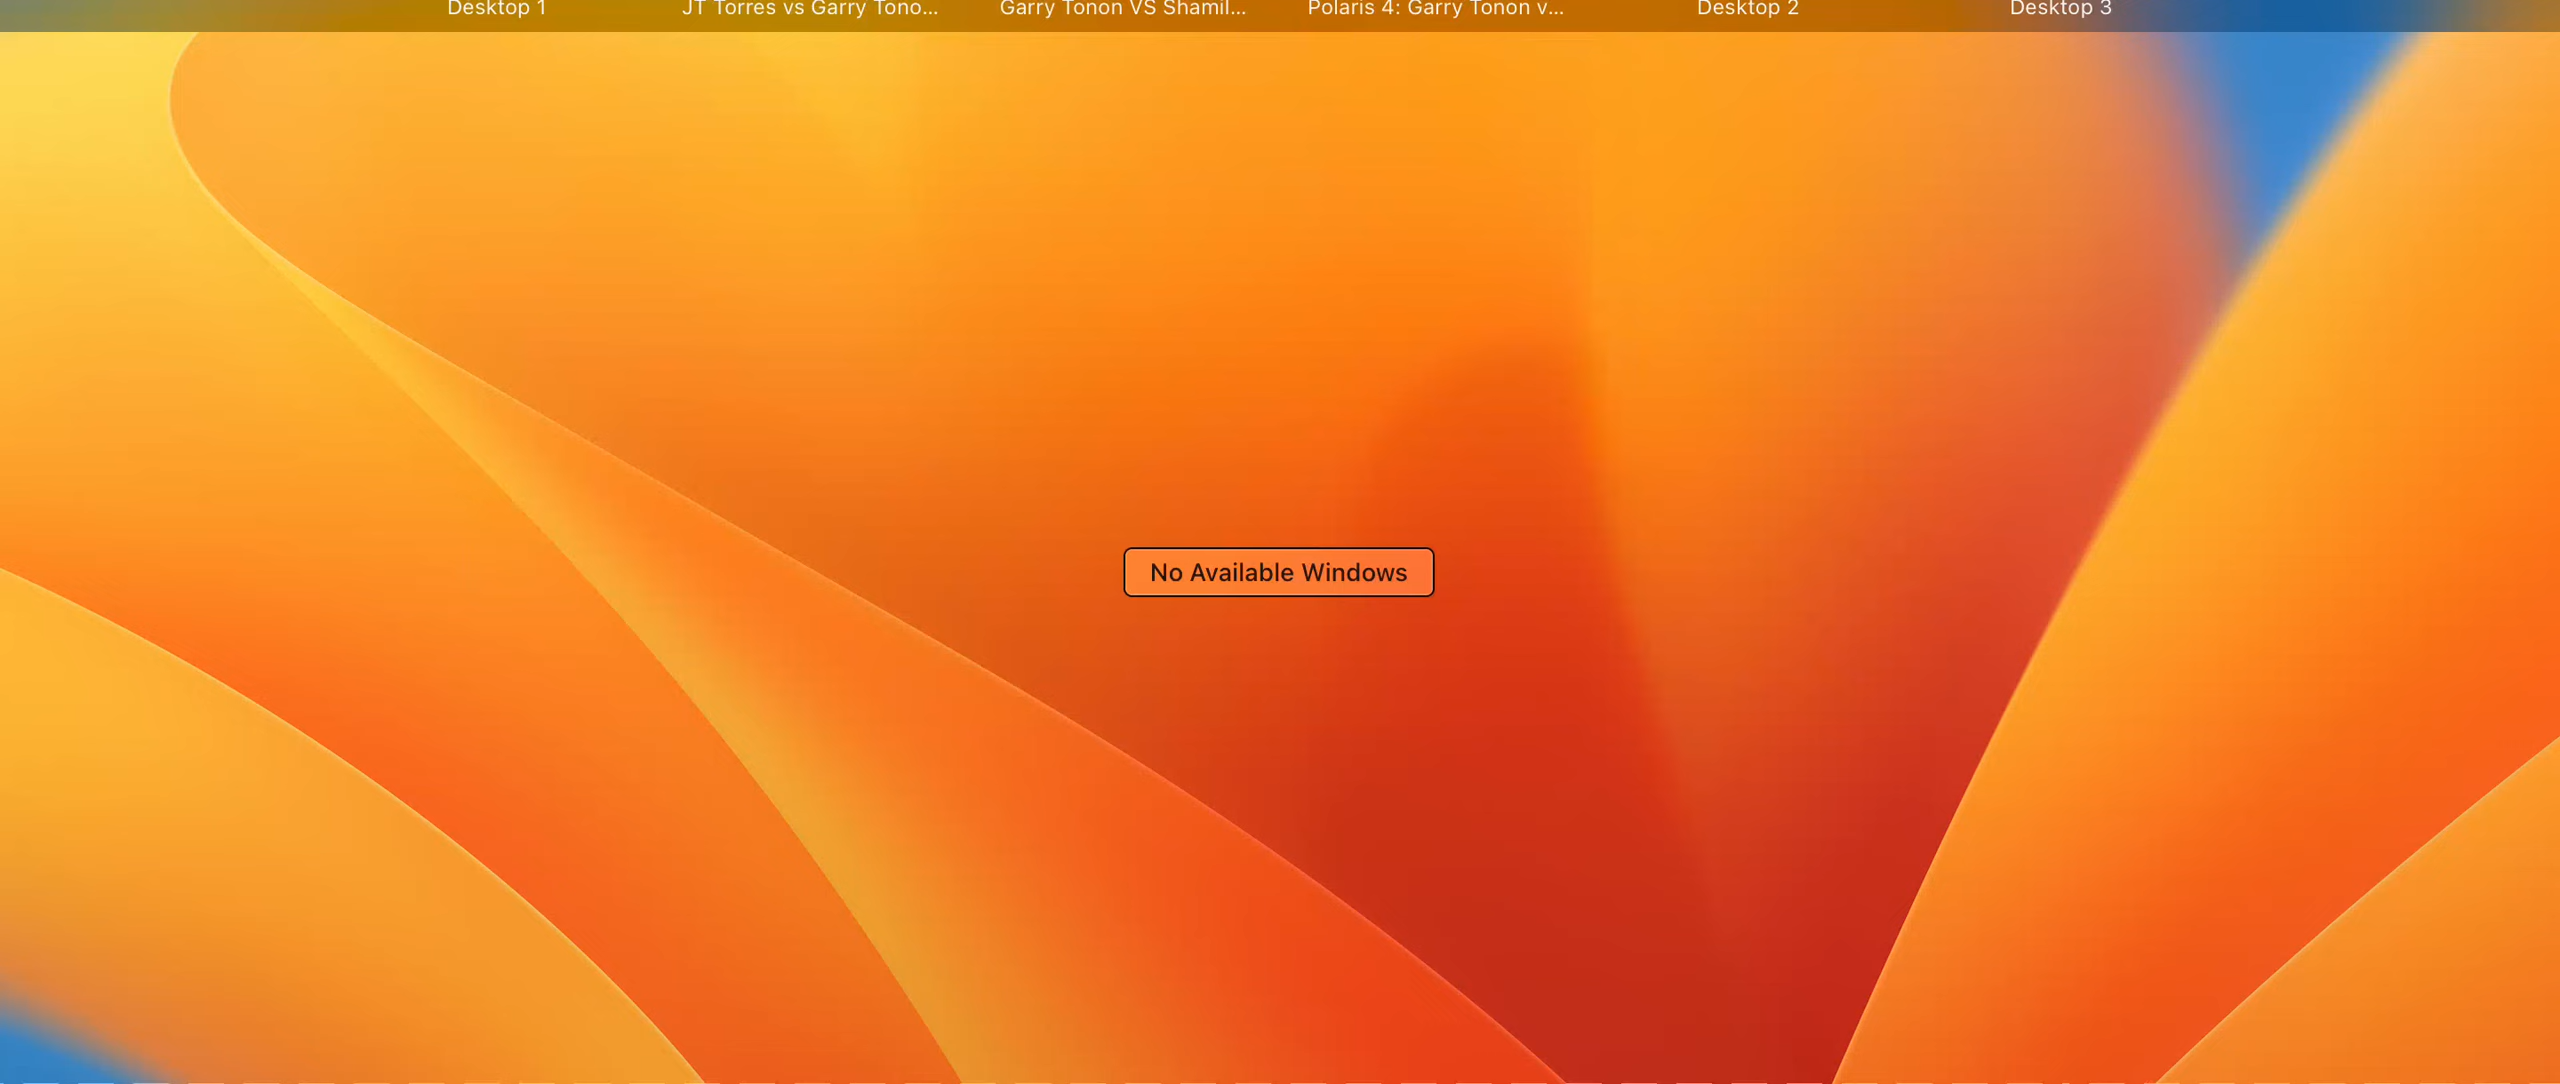 Desktop 1
JT Torres vs Garry Tono...
Garry Tonon VS Shamil...
Polaris 4: Garry Tonon v...
Desktop 2
Desktop 3
No Available Windows